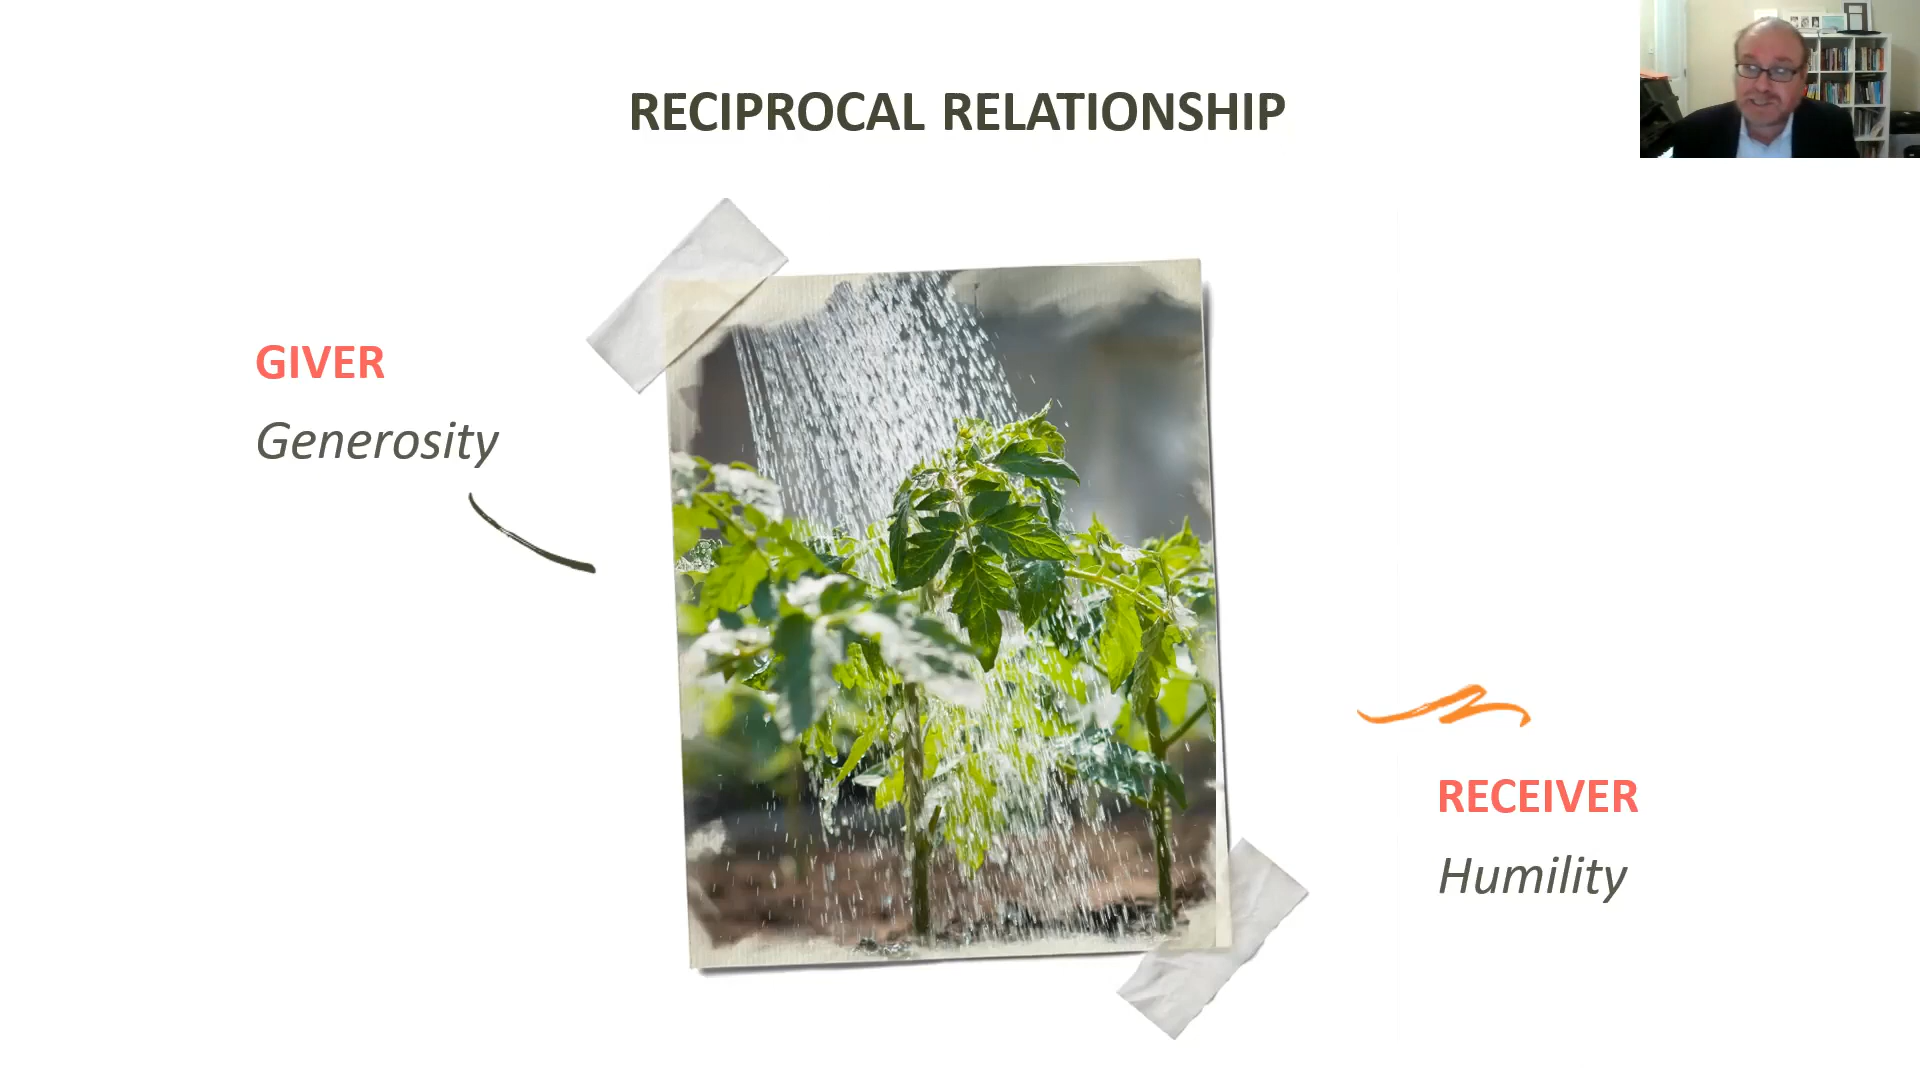 RECIPROCAL RELATIONSHIP
GIVER
Generosity
RECEIVER
Humility